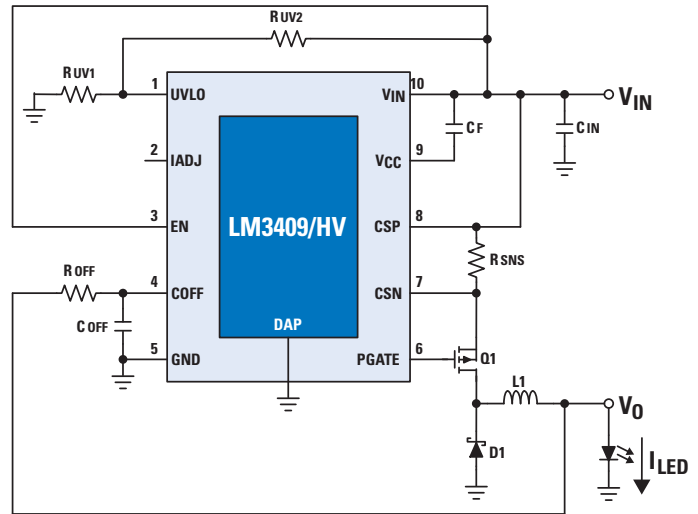 RUV2
RUV1
1
UVLO
VIN
10
VIN
CF
CIN
2
IADJ
VCC
9
3
EN
LM3409/HV
CSP
8
RSNS
ROFF
4
COFF
CSN
7
COFF
DAP
5
GND
PGATE
6
Q1
L1
VO
D1
ILED